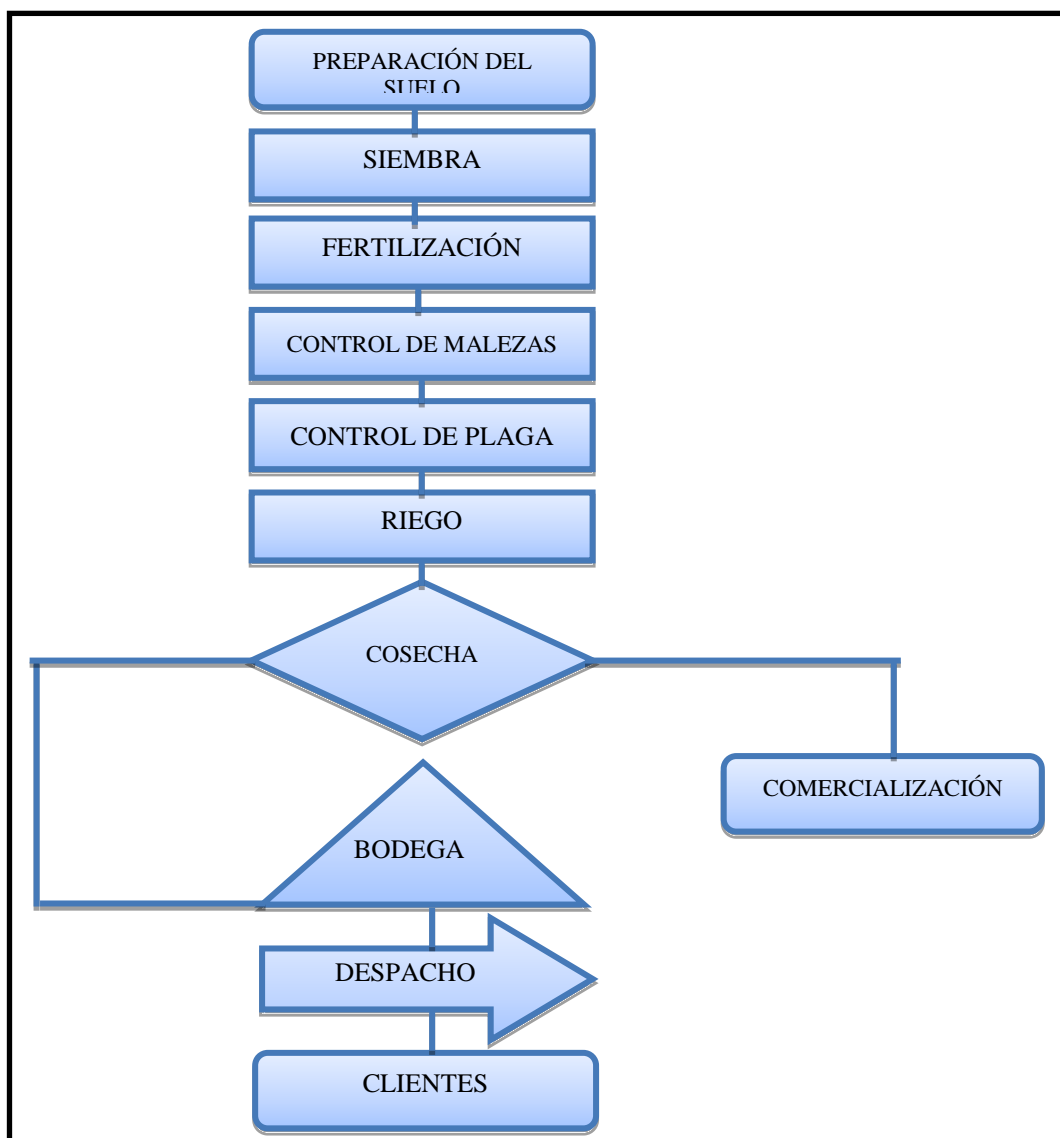 PREPARACIÓN DEL
SUELO
SIEMBRA
FERTILIZACIÓN
CONTROL DE MALEZAS
CONTROL DE PLAGA
RIEGO
COSECHA
COMERCIALIZACIÓN
BODEGA
DESPACHO
CLIENTES